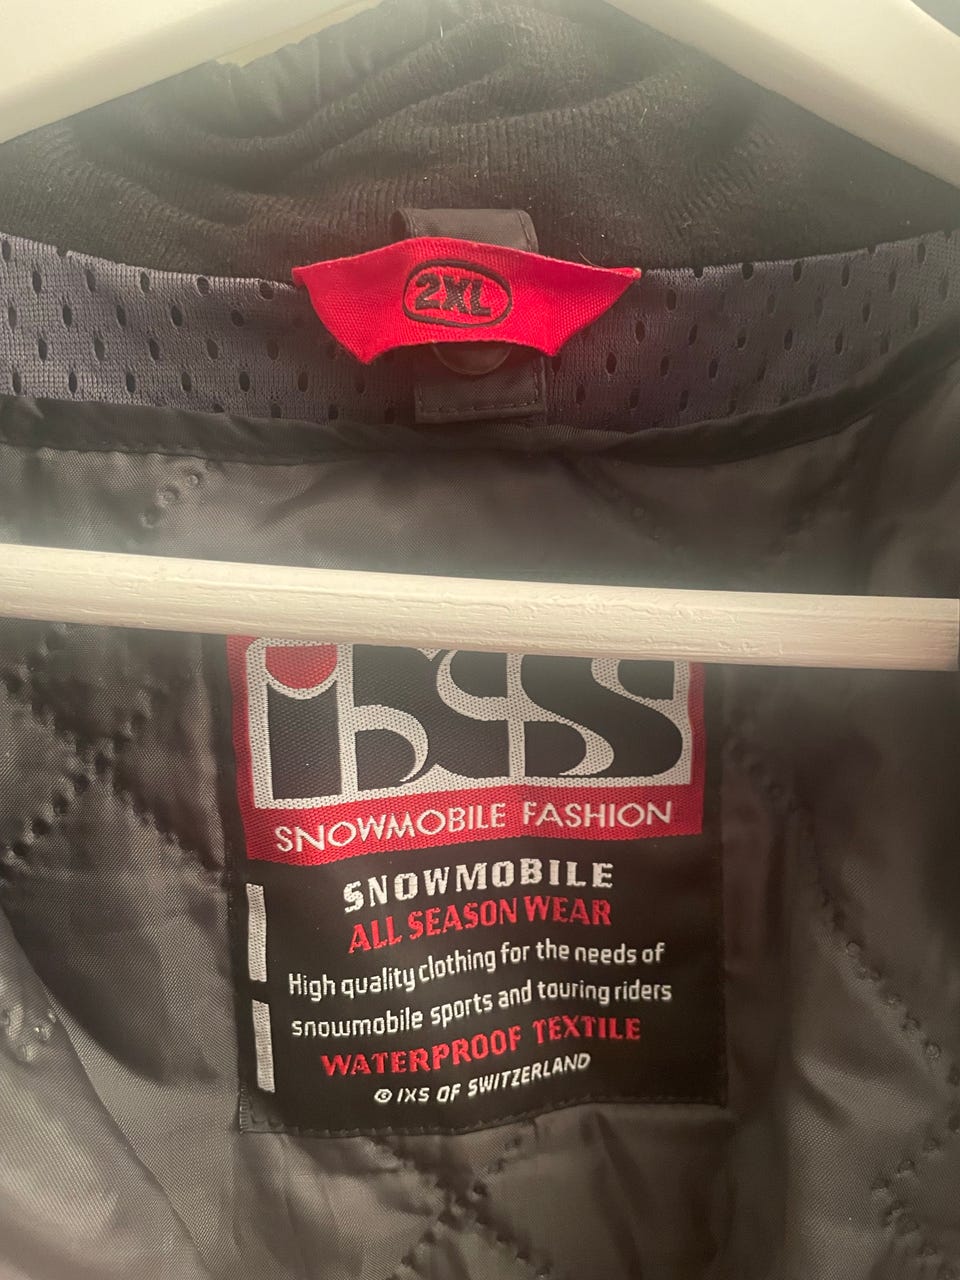 2XL
iXS
SNOWMOBILE FASHION
SNOWMOBILE
ALL SEASON WEAR
High quality clothing for the needs of
snowmobile sports and touring riders
WATERPROOF TEXTILE
© IXS OF SWITZERLAND